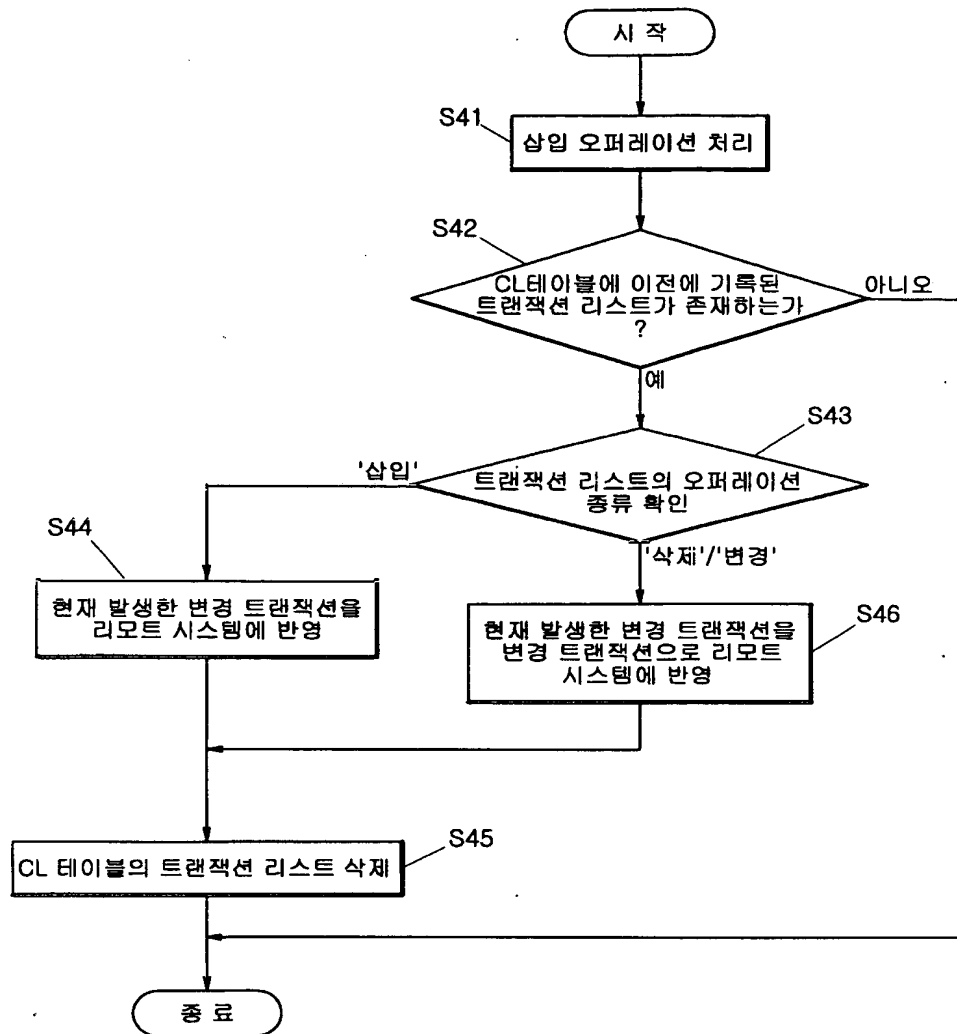 시 작
S41
삽입 오퍼레이션 처리
S42
CL테이블에 이전에 기록된
트랜잭션 리스트가 존재하는가
?
아니오
예
S43
'삽입'
트랜잭션 리스트의 오퍼레이션
종류 확인
S44
'삭제'/'변경'
현재 발생한 변경 트랜잭션을
리모트 시스템에 반영
S46
현재 발생한 변경 트랜잭션을
변경 트랜잭션으로 리모트
시스템에 반영
S45
CL 테이블의 트랜잭션 리스트 삭제
종 료